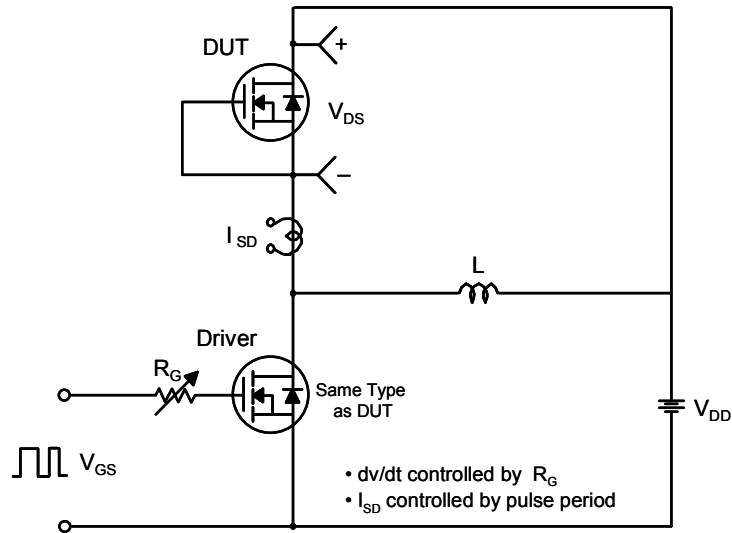 DUT
+
V_DS
–
I_SD
L
Driver
R_G
Same Type
as DUT
V_DD
V_GS
• dv/dt controlled by R_G
• I_SD controlled by pulse period